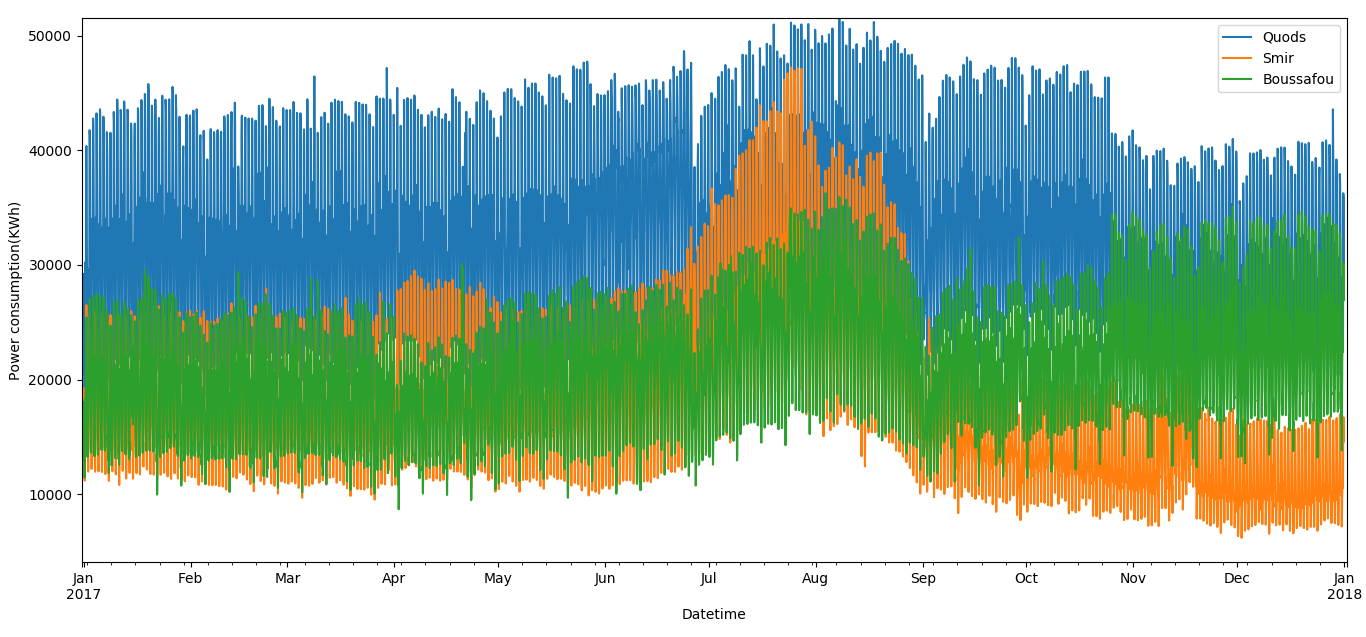 50000
40000
30000
20000
10000
Power consumption(KWh)
Quods
Smir
Boussafou
Jan
2017
Feb
Mar
Apr
May
Jun
Jul
Aug
Sep
Oct
Nov
Dec
Jan
2018
Datetime